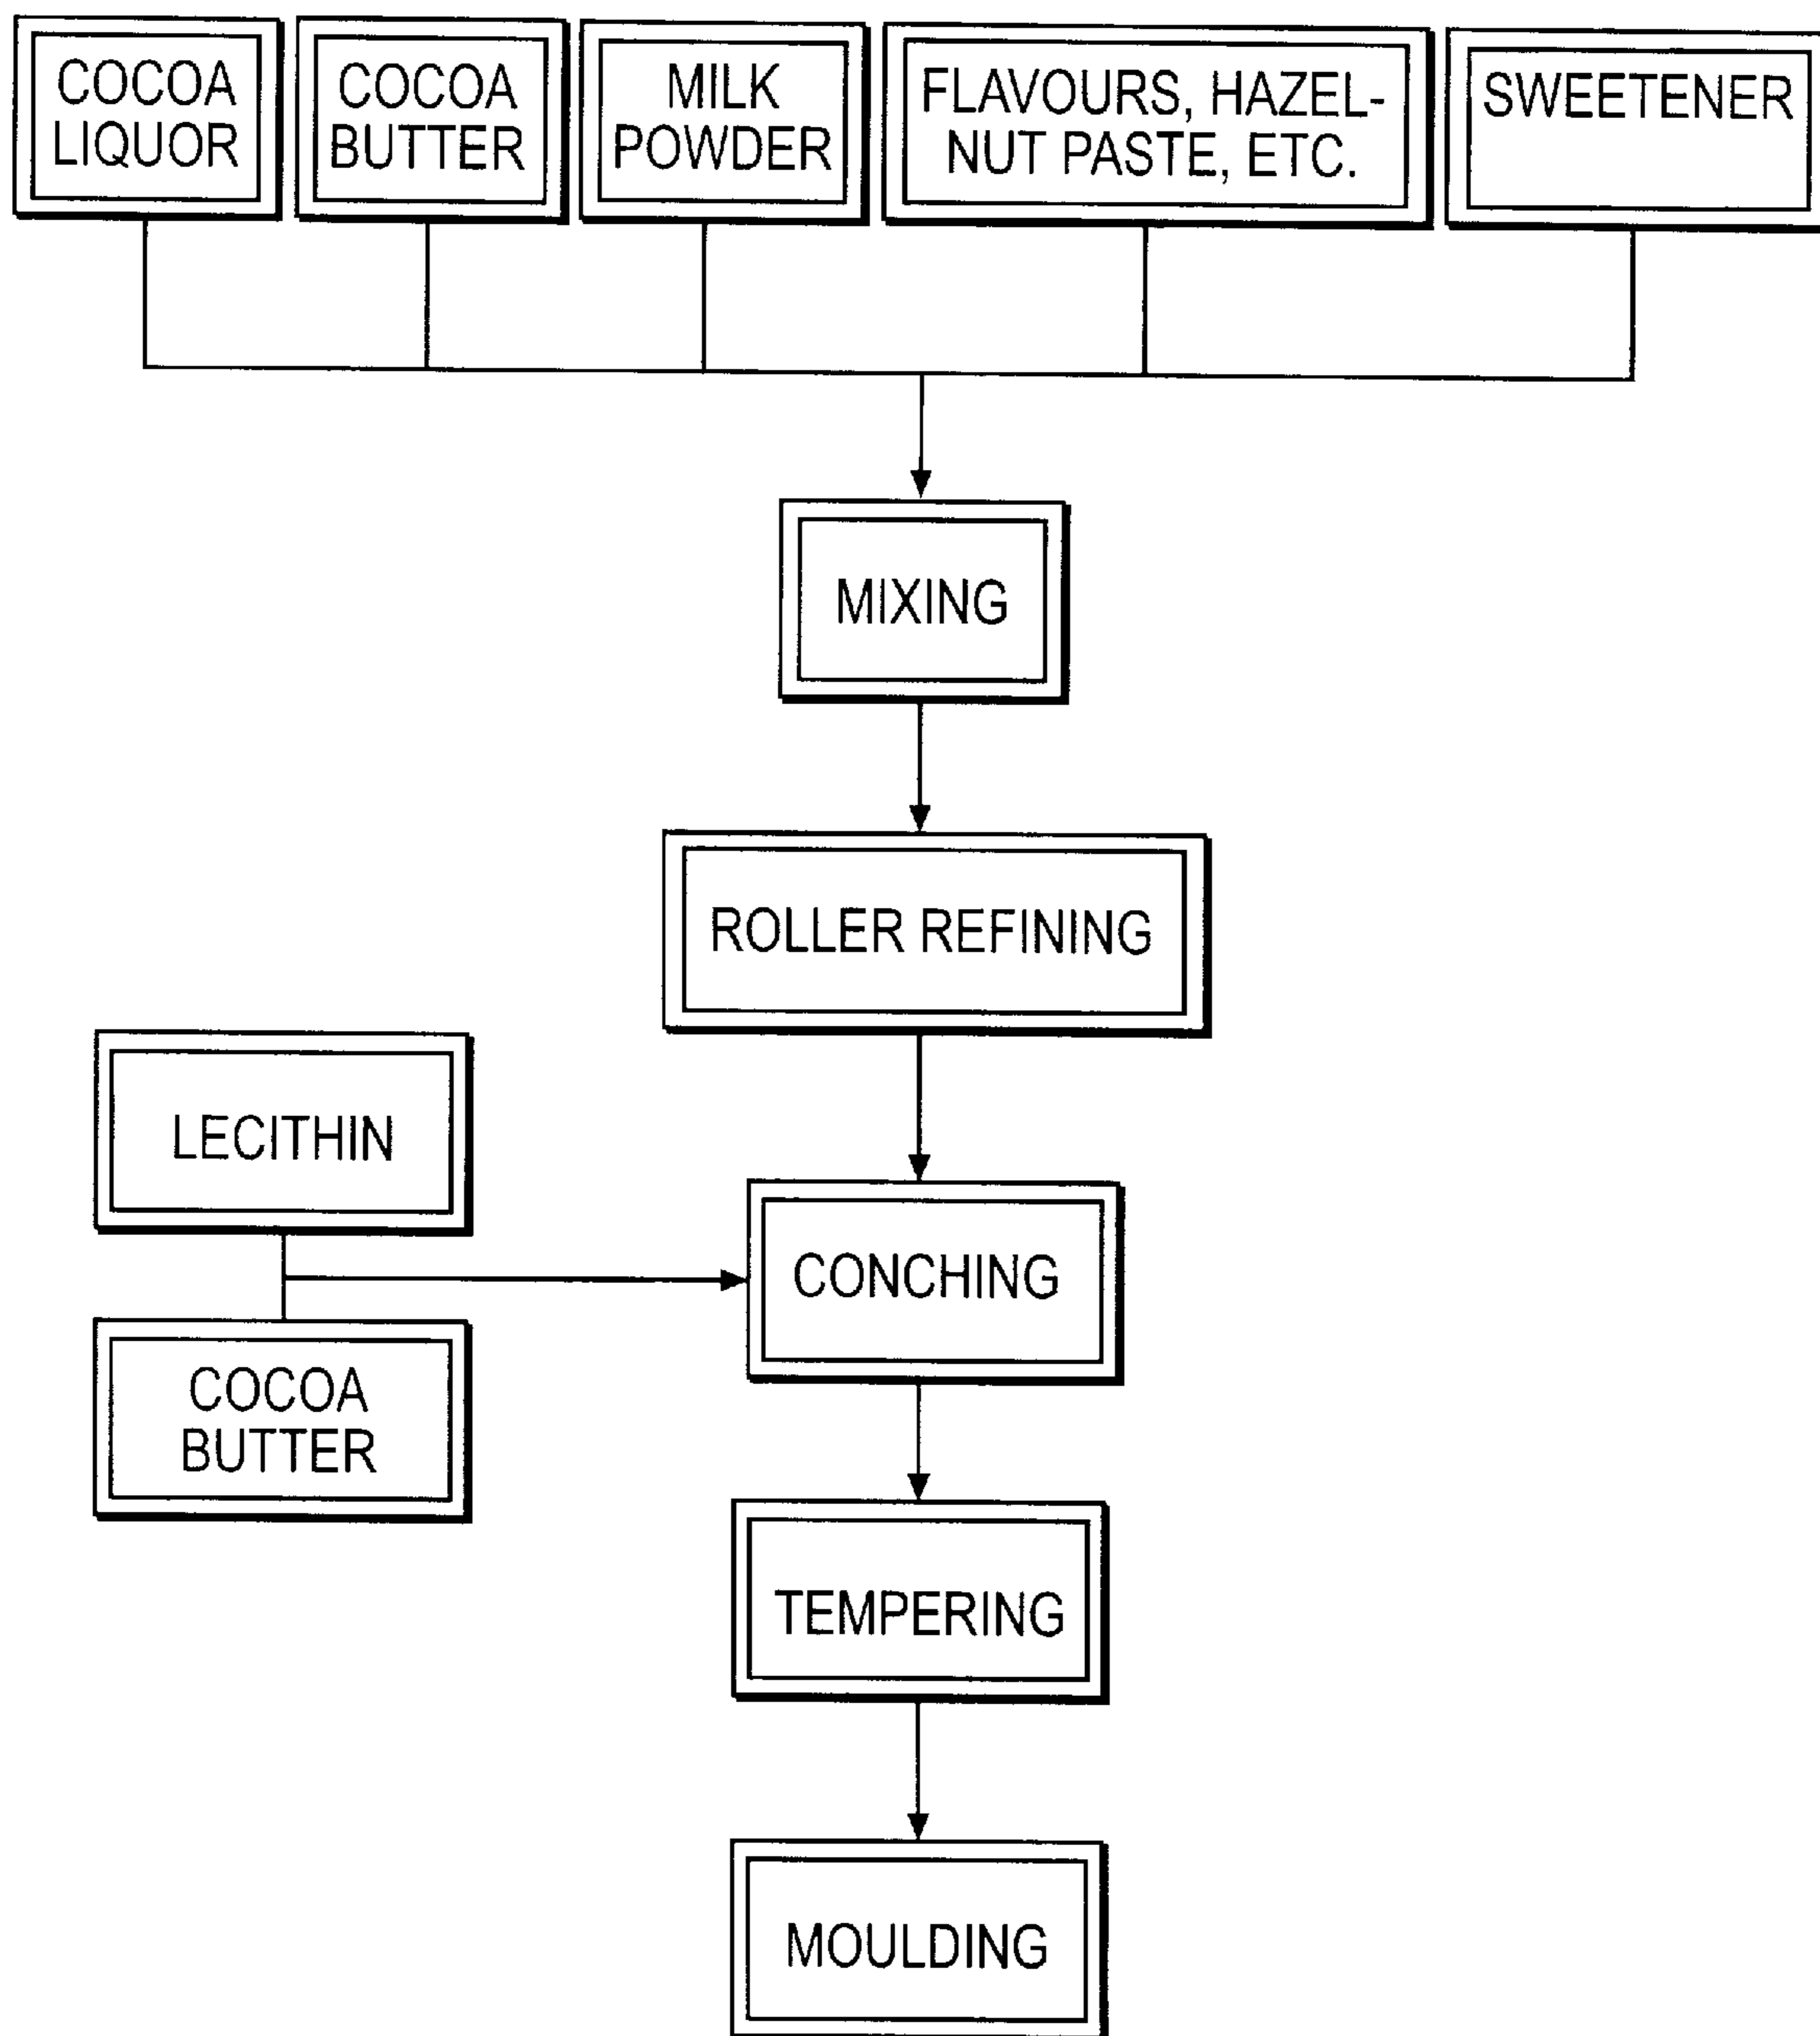 COCOA
LIQUOR
COCOA
BUTTER
MILK
POWDER
FLAVOURS, HAZEL-
NUT PASTE, ETC.
SWEETENER
MIXING
ROLLER REFINING
LECITHIN
CONCHING
COCOA
BUTTER
TEMPERING
MOULDING